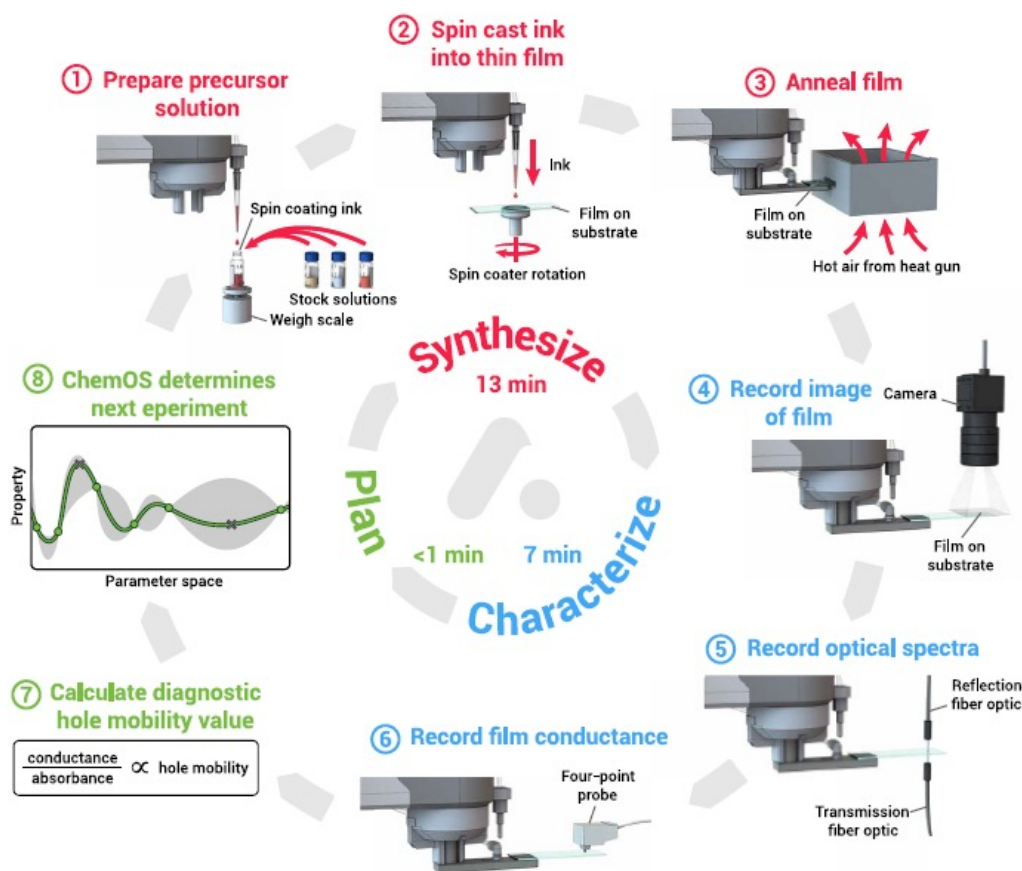 ① Prepare precursor
solution
Spin coating ink
Stock solutions
Weigh scale
② Spin cast ink
into thin film
Ink
Film on
substrate
Spin coater rotation
③ Anneal film
Film on
substrate
Hot air from heat gun
④ Record image
of film
Camera
Film on
substrate
⑤ Record optical spectra
Reflection
fiber optic
Transmission
fiber optic
⑥ Record film conductance
Four-point
probe
⑦ Calculate diagnostic
hole mobility value
conductance
absorbance
∝ hole mobility
⑧ ChemOS determines
next eperiment
Property
Parameter space
Synthesize
13 min
Characterize
7 min
Plan
<1 min